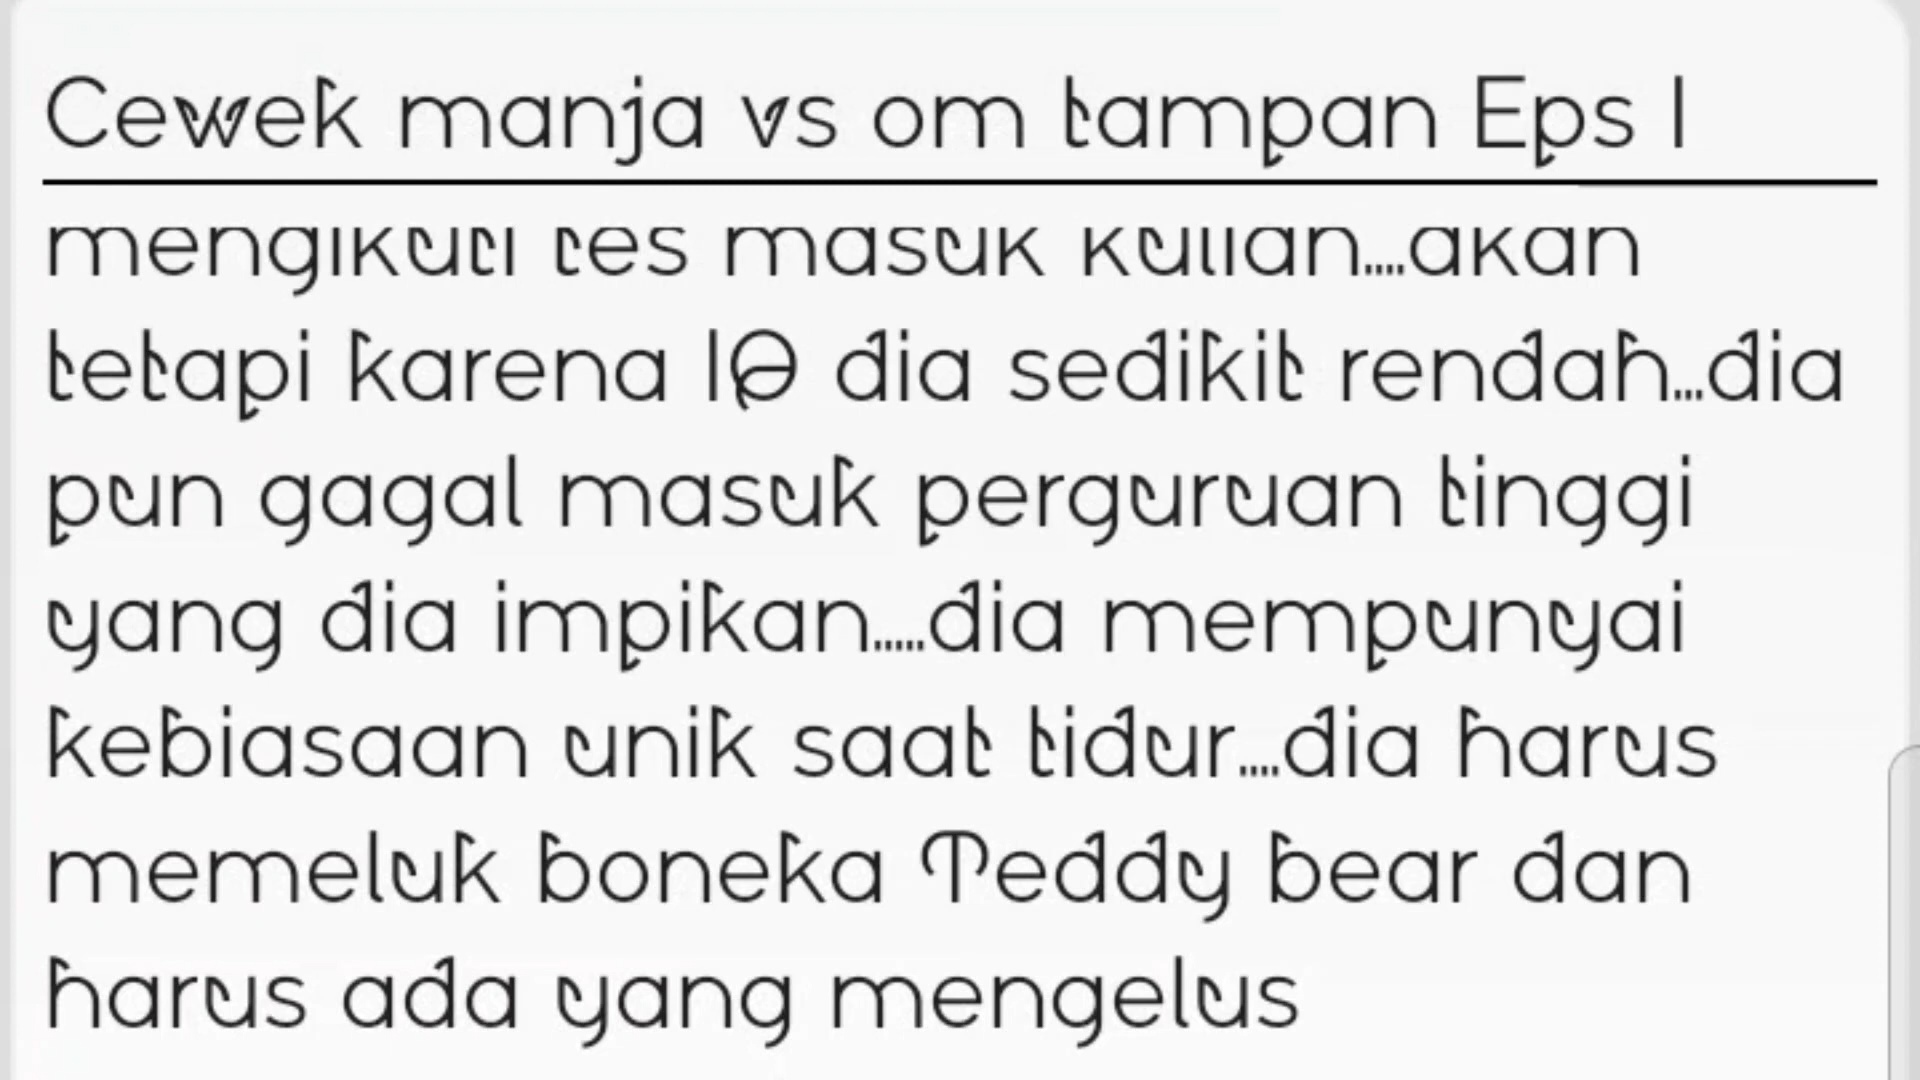 Cewek manja vs om tampan Eps I
mengikuti tes masuk kuliah....akan
tetapi karena IQ dia sedikit rendah...dia
pun gagal masuk perguruan tinggi
yang dia impikan.....dia mempunyai
kebiasaan unik saat tidur....dia harus
memeluk boneka Teddy bear dan
harus ada yang mengelus